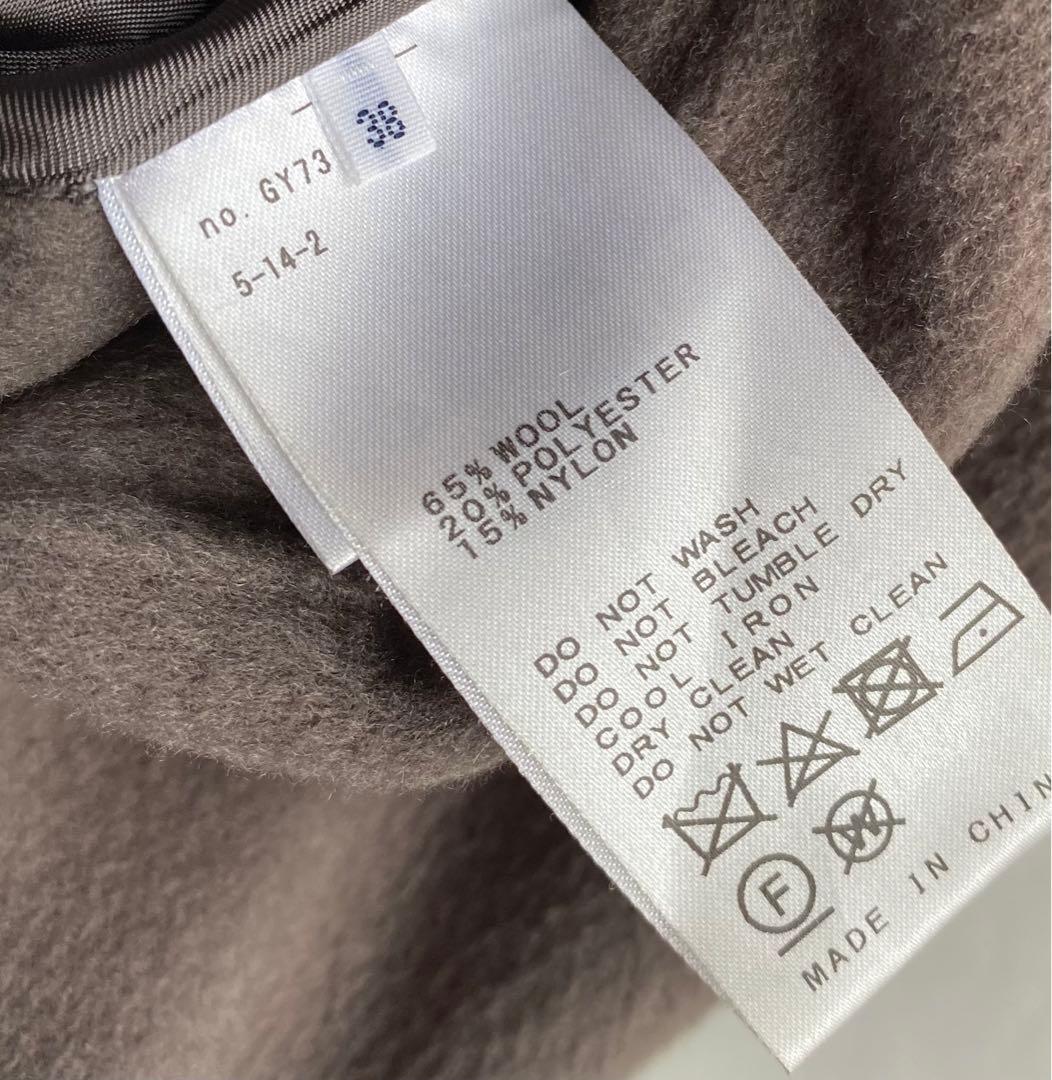 38
no. GY73
5-14-2
65% WOOL
20% POLYESTER
15% NYLON
DO NOT WASH
DO NOT BLEACH
DO NOT TUMBLE DRY
COOL IRON
DRY CLEAN
DO NOT WET CLEAN
W
F
MADE IN CHIN